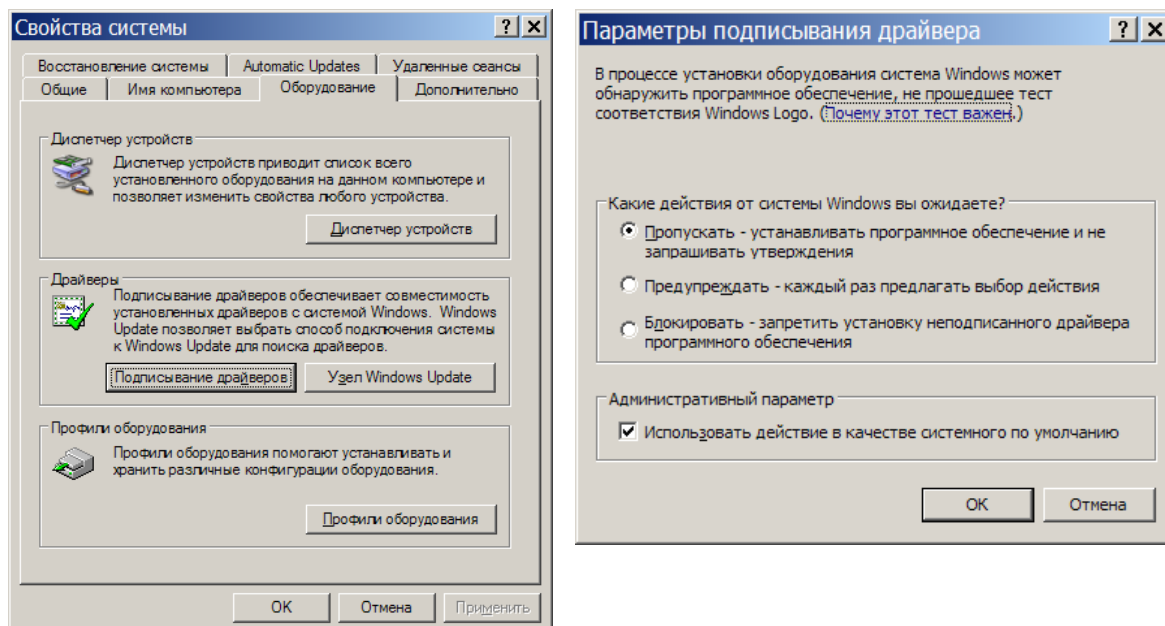 Свойства системы
Восстановление системы
Automatic Updates
Удаленные сеансы
Общие
Имя компьютера
Оборудование
Дополнительно
Диспетчер устройств
Диспетчер устройств приводит список всего
установленного оборудования на данном компьютере и
позволяет изменить свойства любого устройства.
Диспетчер устройств
Драйверы
Подписывание драйверов обеспечивает совместимость
установленных драйверов с системой Windows. Windows
Update позволяет выбрать способ подключения системы
к Windows Update для поиска драйверов.
Подписывание драйверов
Узел Windows Update
Профили оборудования
Профили оборудования помогают устанавливать и
хранить различные конфигурации оборудования.
Профили оборудования
OK
Отмена
Применить
Параметры подписывания драйвера
В процессе установки оборудования система Windows может
обнаружить программное обеспечение, не прошедшее тест
соответствия Windows Logo. (Почему этот тест важен.)
Какие действия от системы Windows вы ожидаете?
Пропускать - устанавливать программное обеспечение и не
запрашивать утверждения
Предупреждать - каждый раз предлагать выбор действия
Блокировать - запретить установку неподписанного драйвера
программного обеспечения
Административный параметр
Использовать действие в качестве системного по умолчанию
OK
Отмена